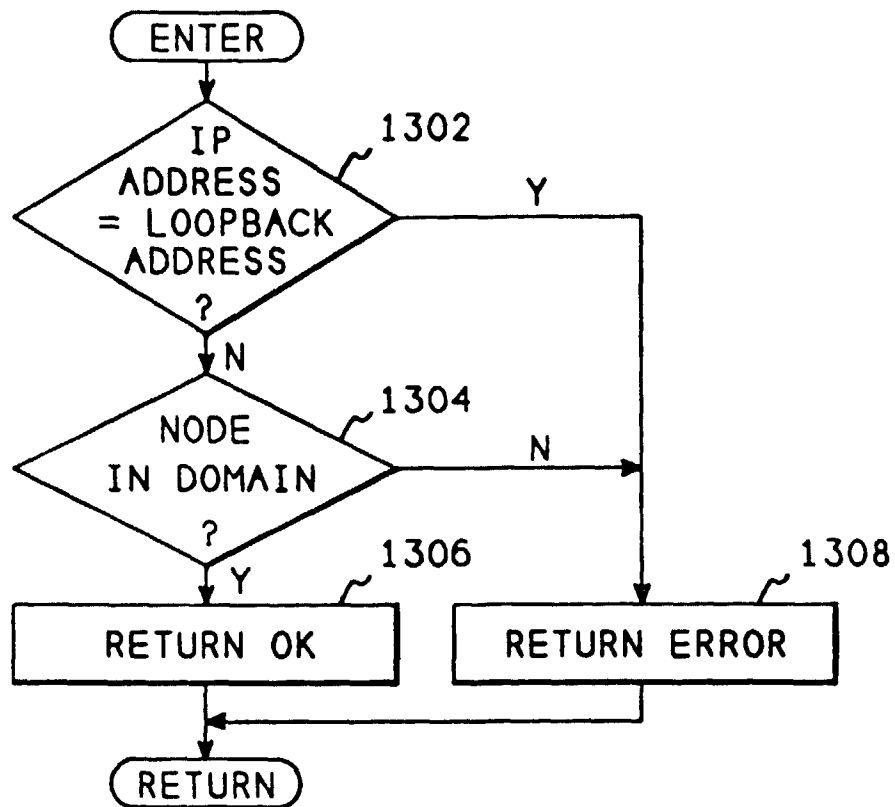 ENTER
1302
IP
ADDRESS
= LOOPBACK
ADDRESS
?
Y
N
1304
NODE
IN DOMAIN
?
N
Y
1306
RETURN OK
1308
RETURN ERROR
RETURN